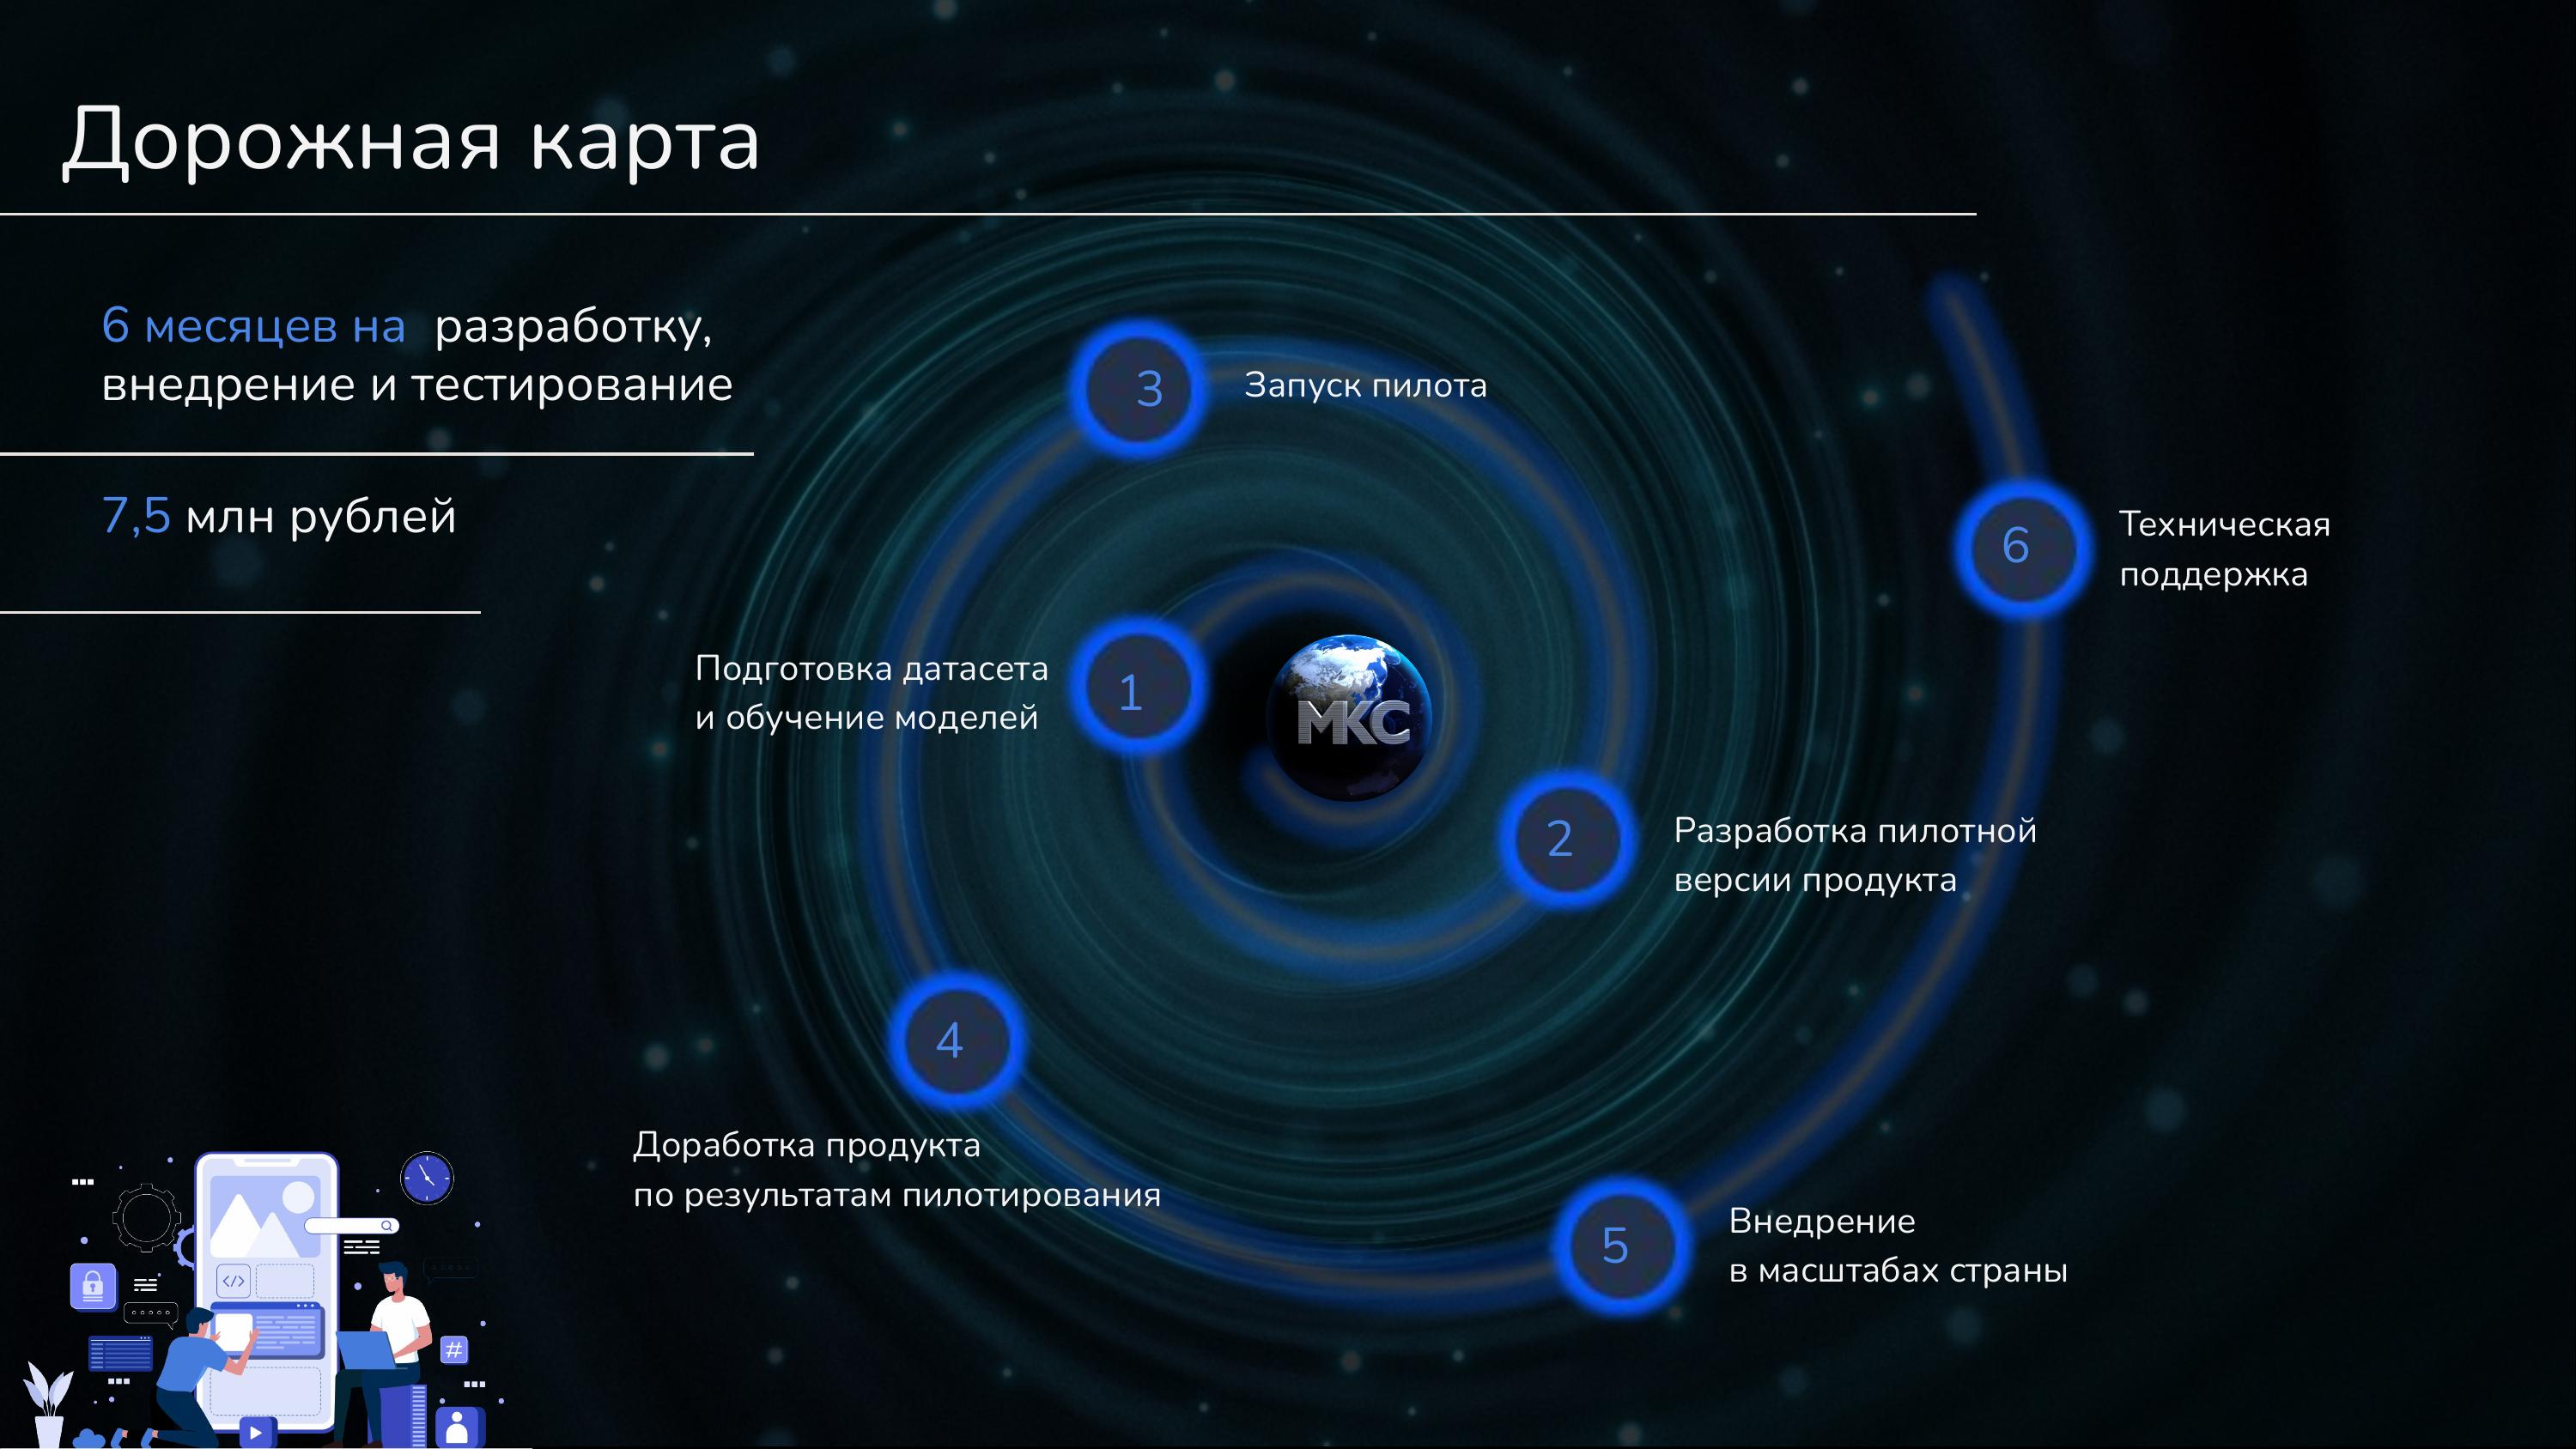 Дорожная карта
6 месяцев на разработку,
внедрение и тестирование
7,5 млн рублей
3
Запуск пилота
6
Техническая
поддержка
1
Подготовка датасета
и обучение моделей
МКС
2
Разработка пилотной
версии продукта
4
Доработка продукта
по результатам пилотирования
5
Внедрение
в масштабах страны
</>
#